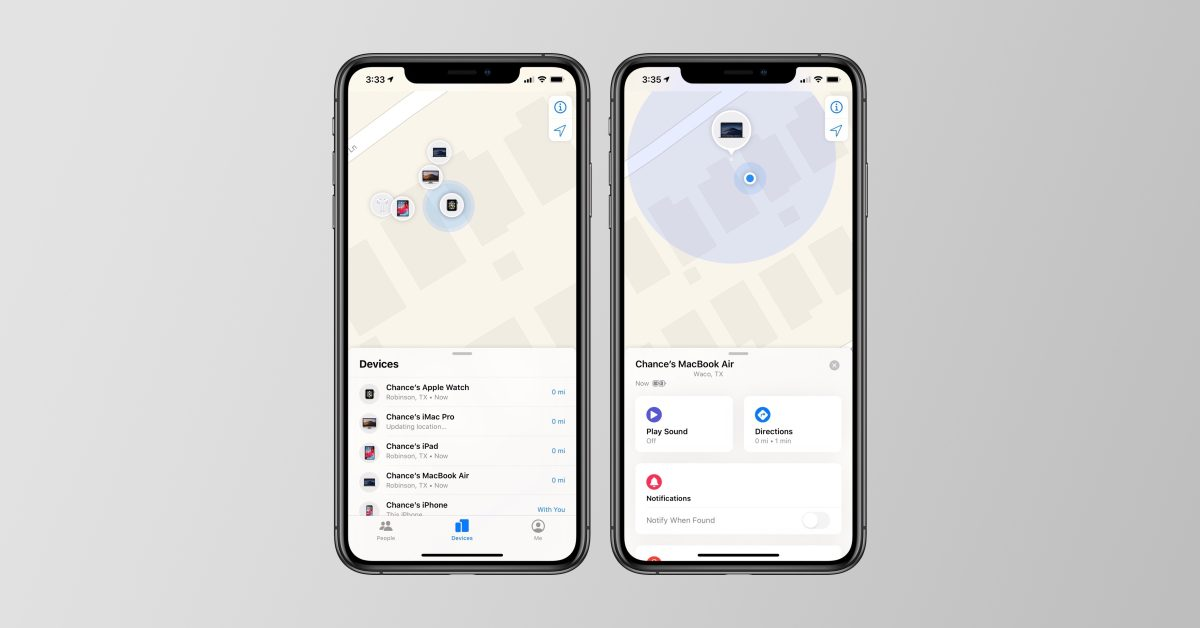 3:33
Ln
Devices
Chance's Apple Watch
Robinson, TX • Now
0 mi
Chance's iMac Pro
Updating location...
0 mi
Chance's iPad
Robinson, TX • Now
0 mi
Chance's MacBook Air
Robinson, TX • Now
0 mi
Chance's iPhone
This iPhone
With You
People
Devices
Me
3:35
Chance's MacBook Air
Waco, TX
Now
Play Sound
Off
Directions
0 mi • 1 min
Notifications
Notify When Found